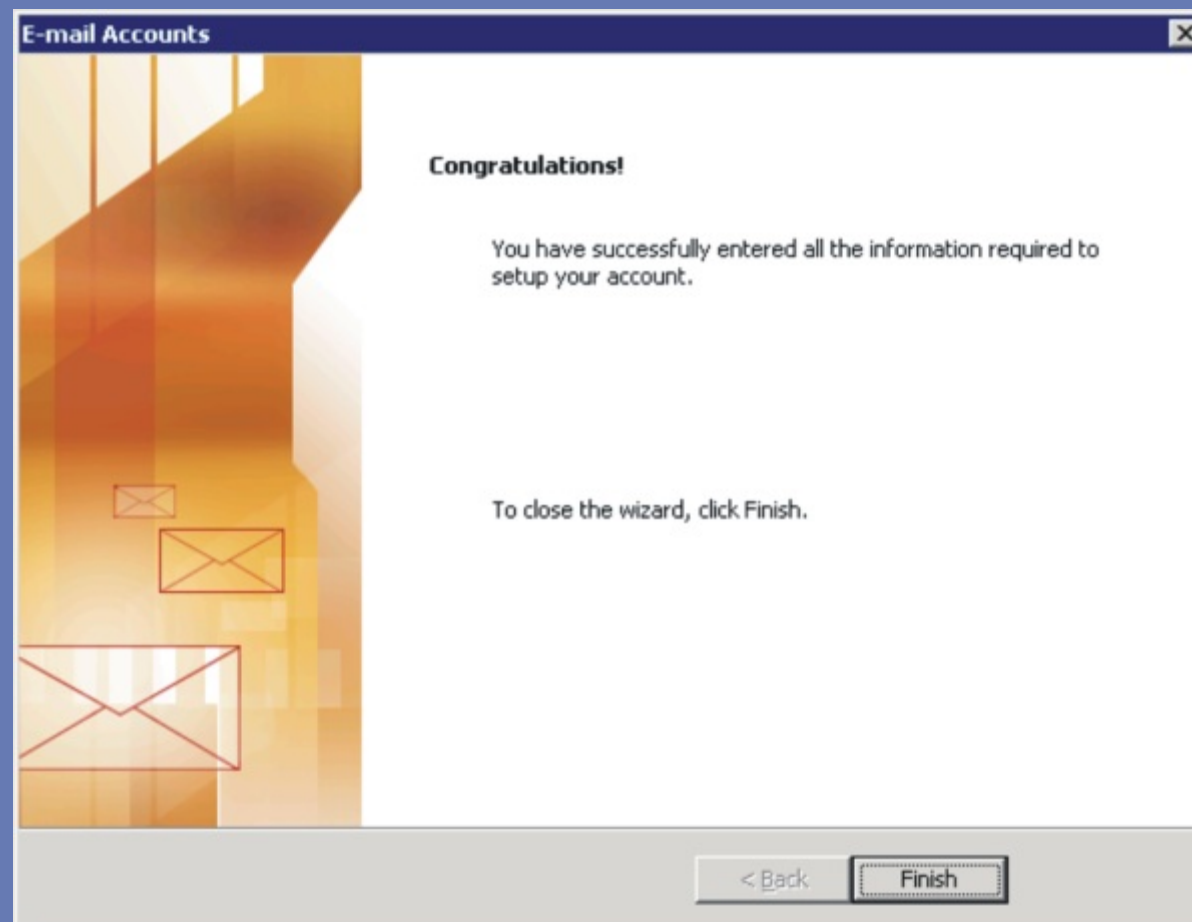 E-mail Accounts
Congratulations!
You have successfully entered all the information required to
setup your account.
To close the wizard, click Finish.
< Back
Finish